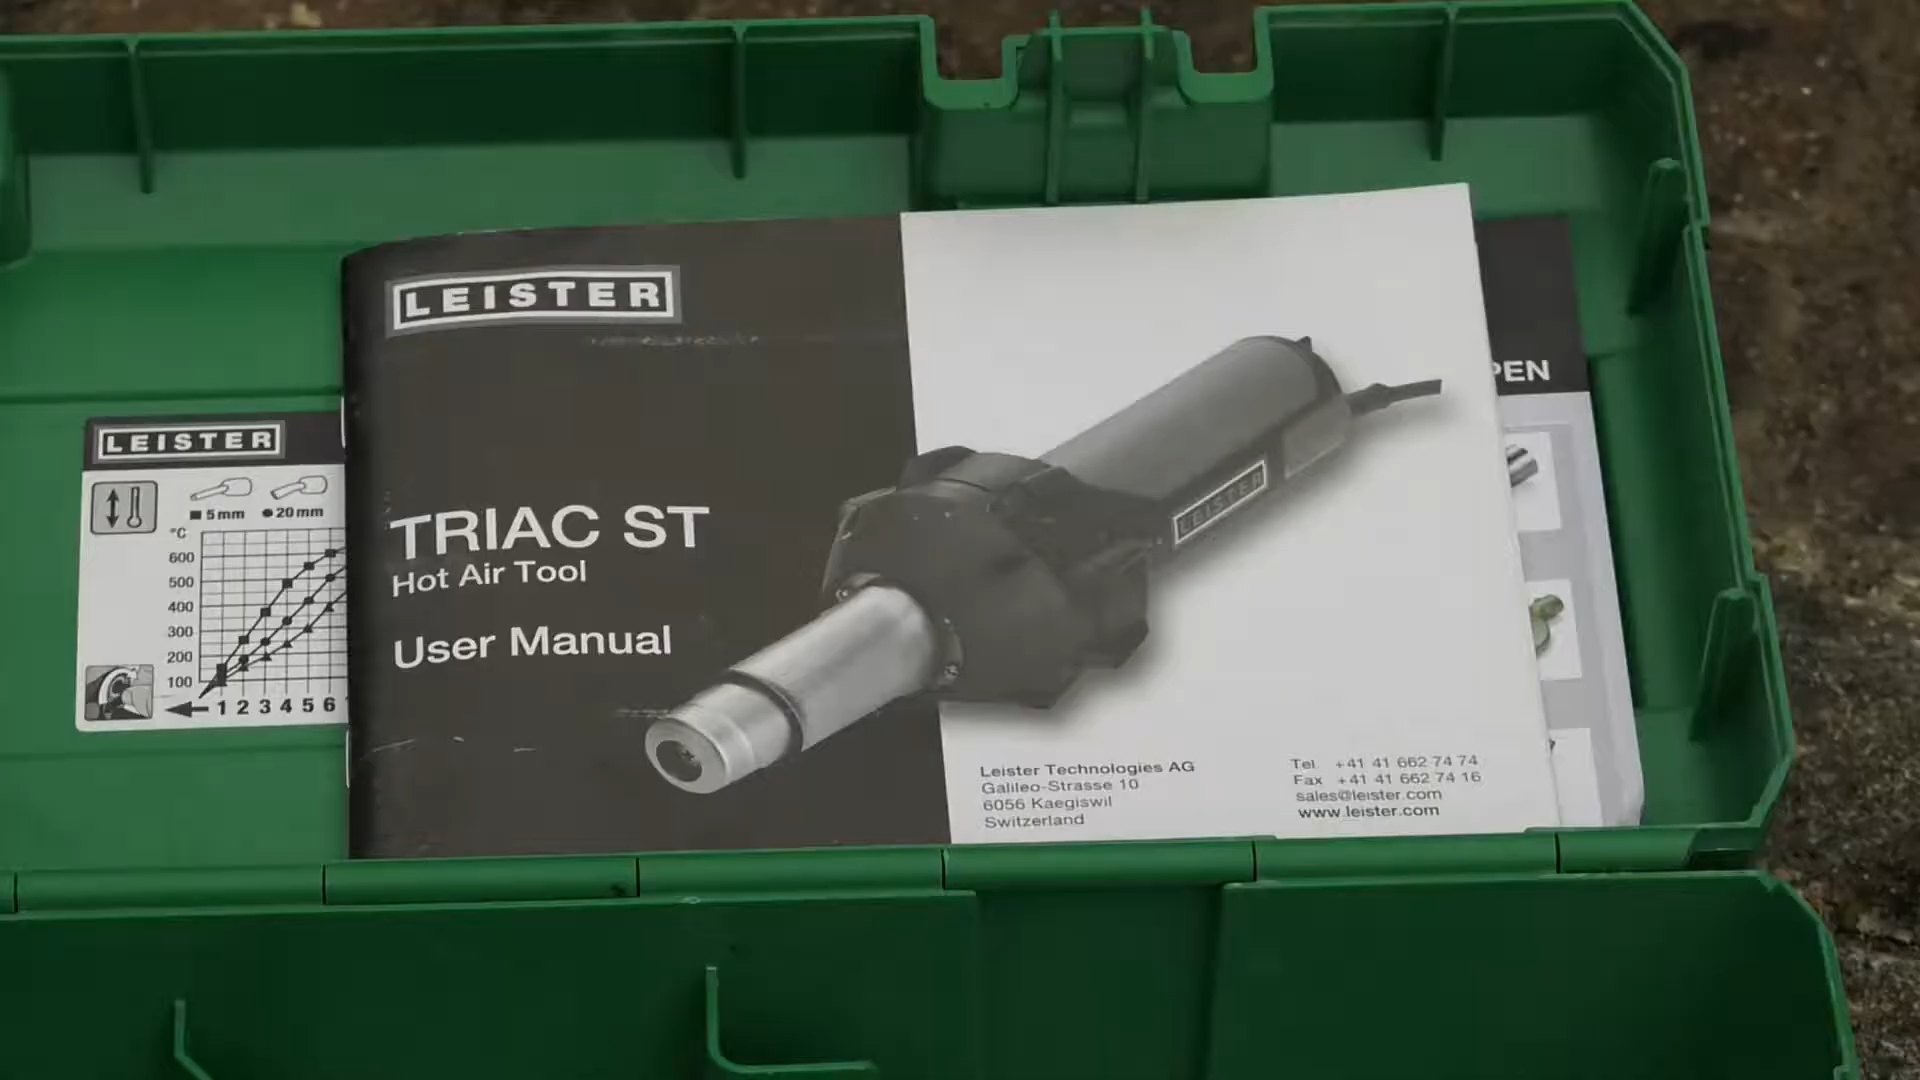 LEISTER
TRIAC ST
Hot Air Tool
User Manual
LEISTER
Leister Technologies AG
Galileo-Strasse 10
6056 Kaegiswil
Switzerland
Tel +41 41 662 74 74
Fax +41 41 662 74 16
sales@leister.com
www.leister.com
LEISTER
5mm 20mm
°C
600
500
400
300
200
100
1 2 3 4 5 6
PEN